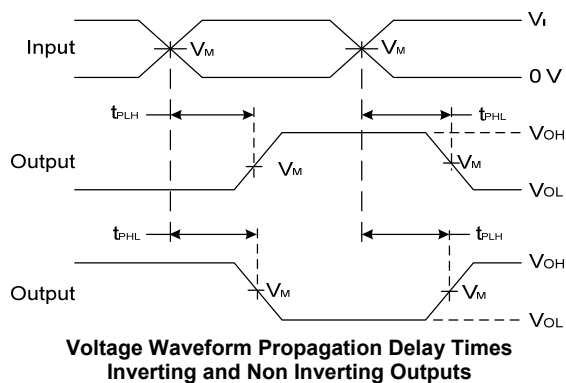 Vı
Input
VM
VM
0 V
tPLH
tPHL
VOH
Output
VM
VM
VOL
tPHL
tPLH
VOH
Output
VM
VM
VOL
Voltage Waveform Propagation Delay Times
Inverting and Non Inverting Outputs